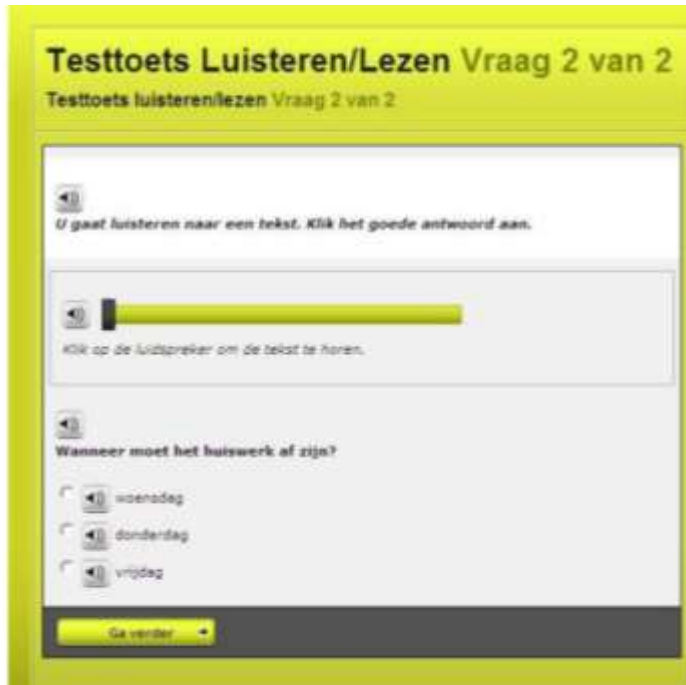 Testtoets Luisteren/Lezen Vraag 2 van 2
Testtoets luisteren/lezen Vraag 2 van 2
U gaat luisteren naar een tekst. Klik het goede antwoord aan.
Klik op de luidspreker om de tekst te horen.
Wanneer moet het huiswerk af zijn?
woensdag
donderdag
vrijdag
Ga verder